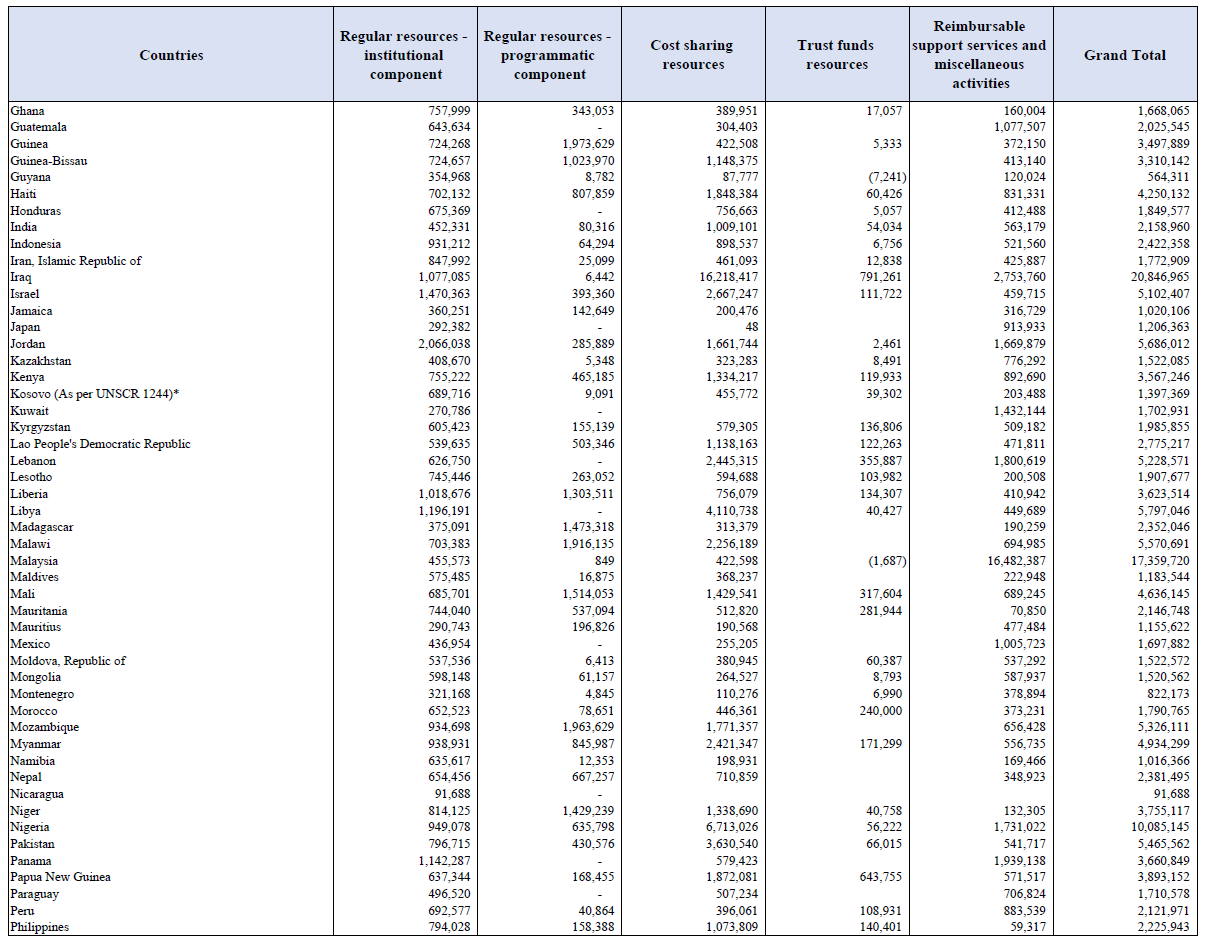 Countries Regular resources - institutional component Regular resources - programmatic component Cost sharing resources Trust funds resources Reimbursable support services and miscellaneous activities Grand Total
Ghana 757,999 343,053 389,951 17,057 160,004 1,668,065
Guatemala 643,634 - 304,403 1,077,507 2,025,545
Guinea 724,268 1,973,629 422,508 5,333 372,150 3,497,889
Guinea-Bissau 724,657 1,023,970 1,148,375 413,140 3,310,142
Guyana 354,968 8,782 87,777 (7,241) 120,024 564,311
Haiti 702,132 807,859 1,848,384 60,426 831,331 4,250,132
Honduras 675,369 - 756,663 5,057 412,488 1,849,577
India 452,331 80,316 1,009,101 54,034 563,179 2,158,960
Indonesia 931,212 64,294 898,537 6,756 521,560 2,422,358
Iran, Islamic Republic of 847,992 25,099 461,093 12,838 425,887 1,772,909
Iraq 1,077,085 6,442 16,218,417 791,261 2,753,760 20,846,965
Israel 1,470,363 393,360 2,667,247 111,722 459,715 5,102,407
Jamaica 360,251 142,649 200,476 316,729 1,020,106
Japan 292,382 - 48 913,933 1,206,363
Jordan 2,066,038 285,889 1,661,744 2,461 1,669,879 5,686,012
Kazakhstan 408,670 5,348 323,283 8,491 776,292 1,522,085
Kenya 755,222 465,185 1,334,217 119,933 892,690 3,567,246
Kosovo (As per UNSCR 1244)* 689,716 9,091 455,772 39,302 203,488 1,397,369
Kuwait 270,786 - 1,432,144 1,702,931
Kyrgyzstan 605,423 155,139 579,305 136,806 509,182 1,985,855
Lao People's Democratic Republic 539,635 503,346 1,138,163 122,263 471,811 2,775,217
Lebanon 626,750 - 2,445,315 355,887 1,800,619 5,228,571
Lesotho 745,446 263,052 594,688 103,982 200,508 1,907,677
Liberia 1,018,676 1,303,511 756,079 134,307 410,942 3,623,514
Libya 1,196,191 - 4,110,738 40,427 449,689 5,797,046
Madagascar 375,091 1,473,318 313,379 190,259 2,352,046
Malawi 703,383 1,916,135 2,256,189 694,985 5,570,691
Malaysia 455,573 849 422,598 (1,687) 16,482,387 17,359,720
Maldives 575,485 16,875 368,237 222,948 1,183,544
Mali 685,701 1,514,053 1,429,541 317,604 689,245 4,636,145
Mauritania 744,040 537,094 512,820 281,944 70,850 2,146,748
Mauritius 290,743 196,826 190,568 477,484 1,155,622
Mexico 436,954 - 255,205 1,005,723 1,697,882
Moldova, Republic of 537,536 6,413 380,945 60,387 537,292 1,522,572
Mongolia 598,148 61,157 264,527 8,793 587,937 1,520,562
Montenegro 321,168 4,845 110,276 6,990 378,894 822,173
Morocco 652,523 78,651 446,361 240,000 373,231 1,790,765
Mozambique 934,698 1,963,629 1,771,357 656,428 5,326,111
Myanmar 938,931 845,987 2,421,347 171,299 556,735 4,934,299
Namibia 635,617 12,353 198,931 169,466 1,016,366
Nepal 654,456 667,257 710,859 348,923 2,381,495
Nicaragua 91,688 - 91,688
Niger 814,125 1,429,239 1,338,690 40,758 132,305 3,755,117
Nigeria 949,078 635,798 6,713,026 56,222 1,731,022 10,085,145
Pakistan 796,715 430,576 3,630,540 66,015 541,717 5,465,562
Panama 1,142,287 - 579,423 1,939,138 3,660,849
Papua New Guinea 637,344 168,455 1,872,081 643,755 571,517 3,893,152
Paraguay 496,520 - 507,234 706,824 1,710,578
Peru 692,577 40,864 396,061 108,931 883,539 2,121,971
Philippines 794,028 158,388 1,073,809 140,401 59,317 2,225,943